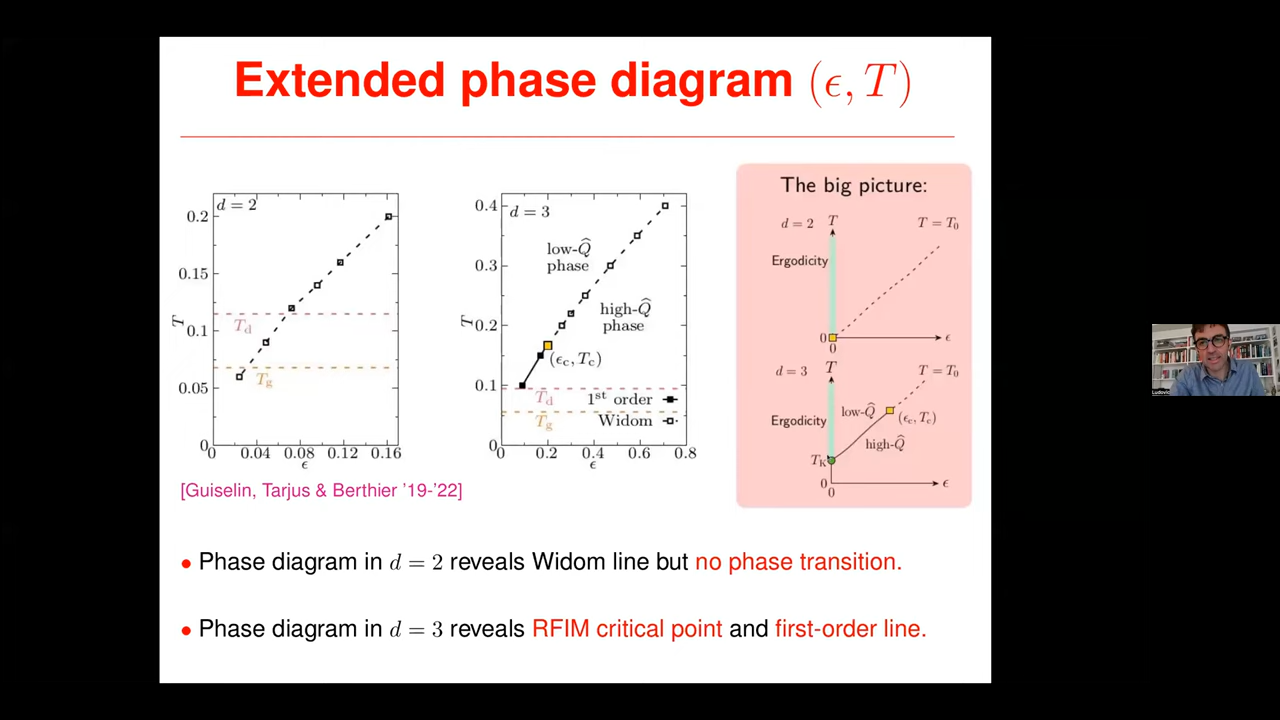 Extended phase diagram (ϵ, T)
d = 2
0.2
0.15
0.1
0.05
0
T
T_d
T_g
0.04 0.08 0.12 0.16
ϵ
d = 3
0.4
0.3
0.2
0.1
0
T
low-Q̂
phase
high-Q̂
phase
(ϵ_c, T_c)
T_d
T_g
1st order
Widom
0 0.2 0.4 0.6 0.8
ϵ
The big picture:
d = 2 T T = T_0
Ergodicity
0
0
ϵ
d = 3 T T = T_0
Ergodicity
low-Q̂
(ϵ_c, T_c)
high-Q̂
T_K
0
0
ϵ
[Guiselin, Tarjus & Berthier '19-'22]
• Phase diagram in d = 2 reveals Widom line but no phase transition.
• Phase diagram in d = 3 reveals RFIM critical point and first-order line.
Ludovic